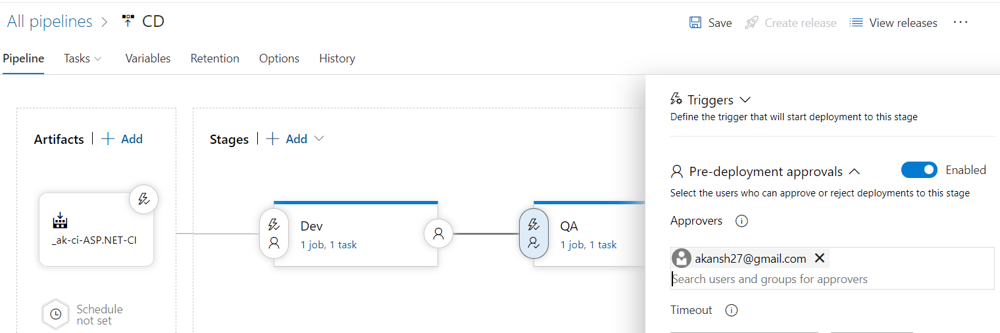 All pipelines > CD
Save Create release View releases ...
Pipeline Tasks Variables Retention Options History
Artifacts | + Add
_ak-ci-ASP.NET-CI
Schedule
not set
Stages | + Add
Dev
1 job, 1 task
QA
1 job, 1 task
Triggers
Define the trigger that will start deployment to this stage
Pre-deployment approvals Enabled
Select the users who can approve or reject deployments to this stage
Approvers
akansh27@gmail.com
Search users and groups for approvers
Timeout